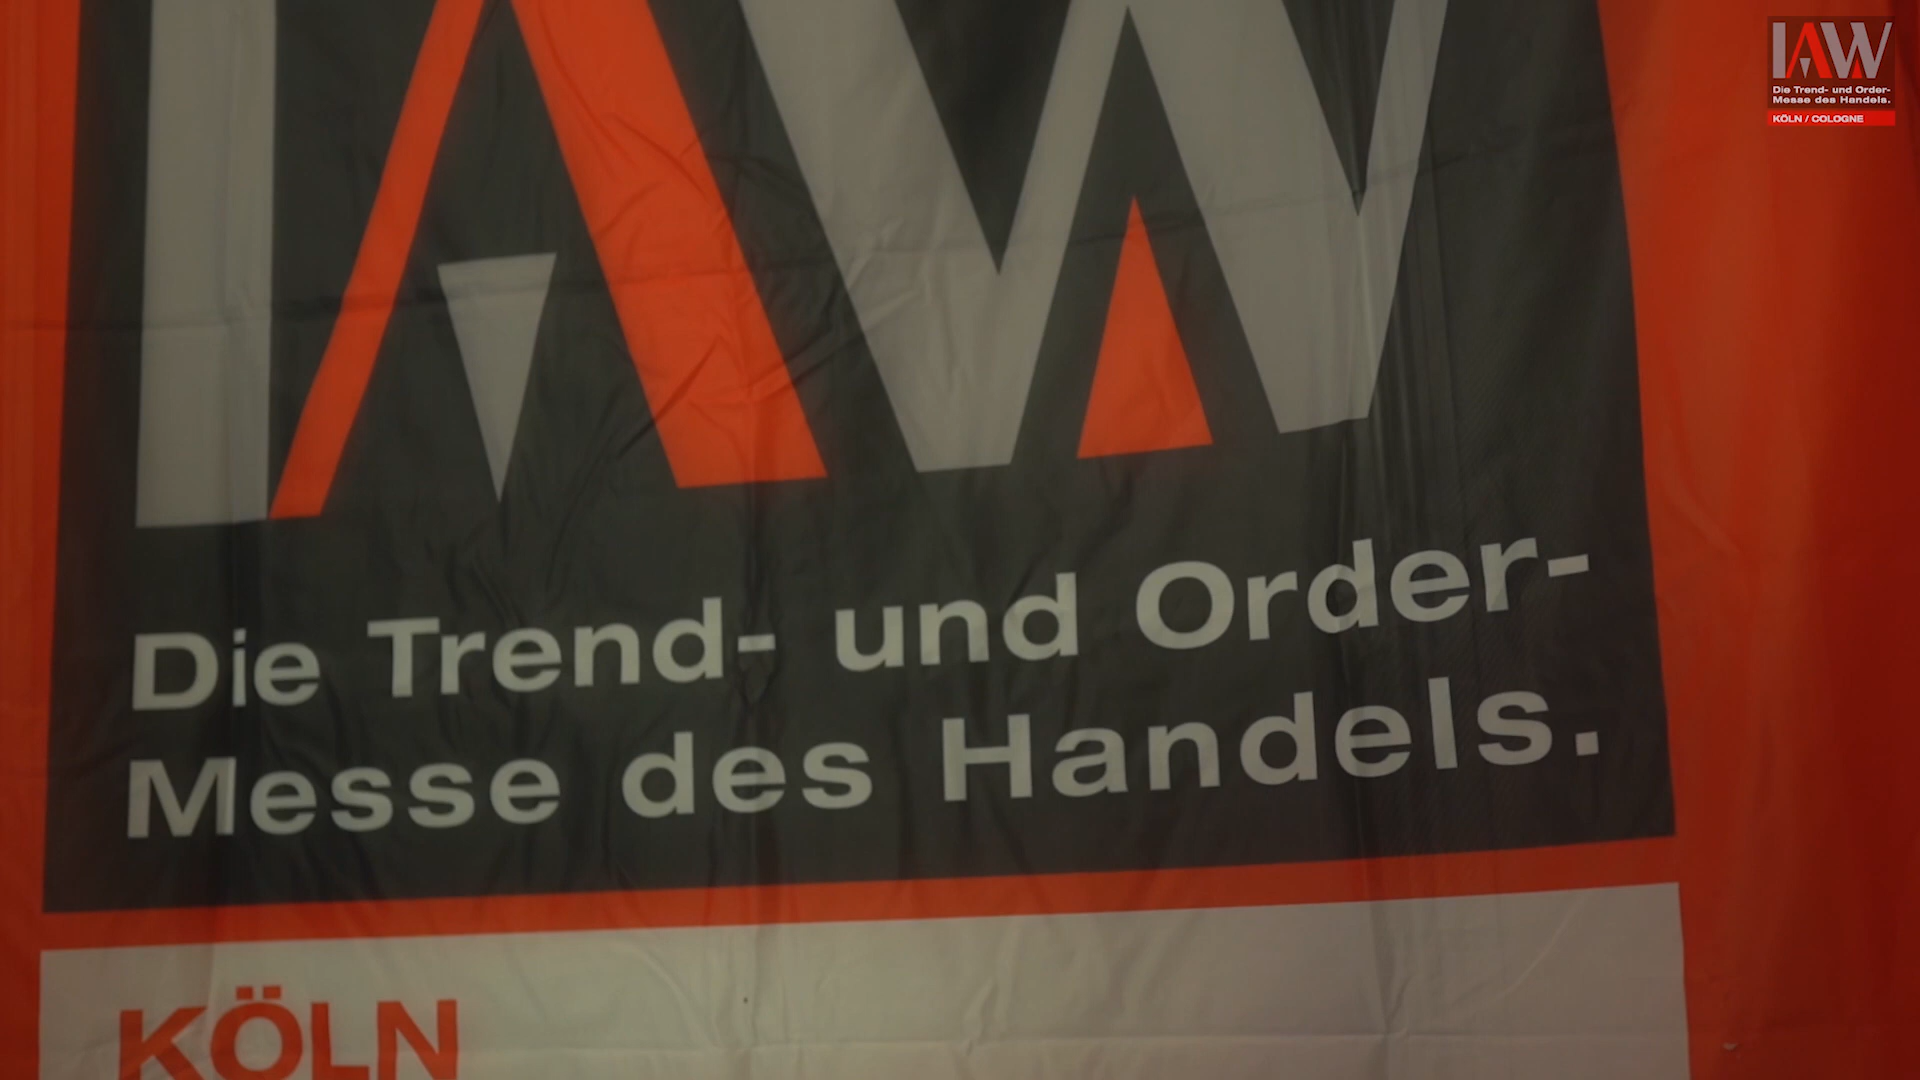 IAW
Die Trend- und Order-
Messe des Handels.
KÖLN
IAW
Die Trend- und Order-
Messe des Handels.
KÖLN / COLOGNE